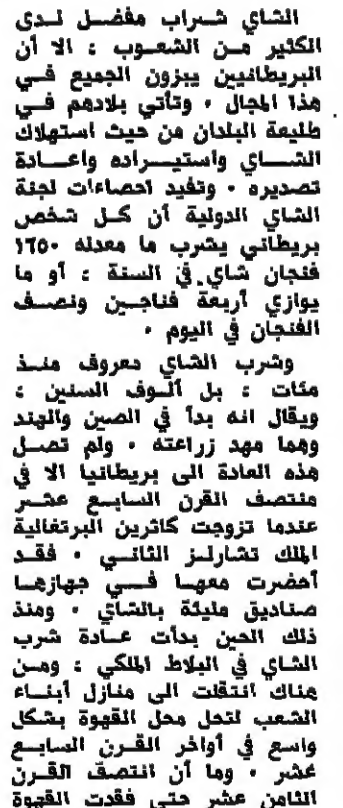 الشاي شراب مفضل لدى
الكثير من الشعوب ؛ الا أن
البريطانيين يبزون الجميع في
هذا المجال . وتأتي بلادهم في
طليعة البلدان من حيث استهلاك
الشاي واستيراده واعادة
تصديره . وتفيد احصاءات لجنة
الشاي الدولية أن كل شخص
بريطاني يشرب ما معدله ١٦٥٠
فنجان شاي في السنة ؛ أو ما
يوازي أربعة فناجين ونصف
الفنجان في اليوم .
وشرب الشاي معروف منذ
مئات ؛ بل ألوف السنين ؛
ويقال انه بدأ في الصين والهند
وهما مهد زراعته . ولم تصل
هذه العادة الى بريطانيا الا في
منتصف القرن السابع عشر
عندما تزوجت كاثرين البرتغالية
الملك تشارلز الثاني . فقد
أحضرت معها في جهازها
صناديق مليئة بالشاي . ومنذ
ذلك الحين بدأت عادة شرب
الشاي في البلاط الملكي ؛ ومن
هناك انتقلت الى منازل أبناء
الشعب لتحل محل القهوة بشكل
واسع في أواخر القرن السابع
عشر . وما أن انتصف القرن
الثامن عشر حتى فقدت القهوة